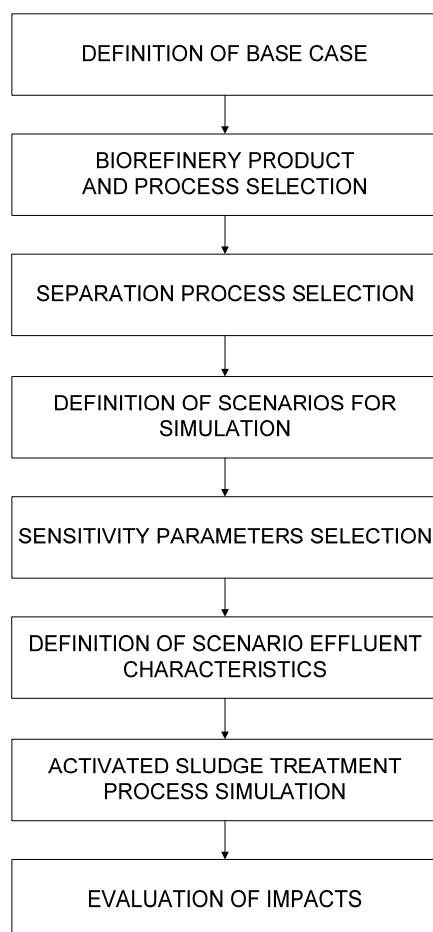 DEFINITION OF BASE CASE
BIOREFINERY PRODUCT
AND PROCESS SELECTION
SEPARATION PROCESS SELECTION
DEFINITION OF SCENARIOS FOR
SIMULATION
SENSITIVITY PARAMETERS SELECTION
DEFINITION OF SCENARIO EFFLUENT
CHARACTERISTICS
ACTIVATED SLUDGE TREATMENT
PROCESS SIMULATION
EVALUATION OF IMPACTS